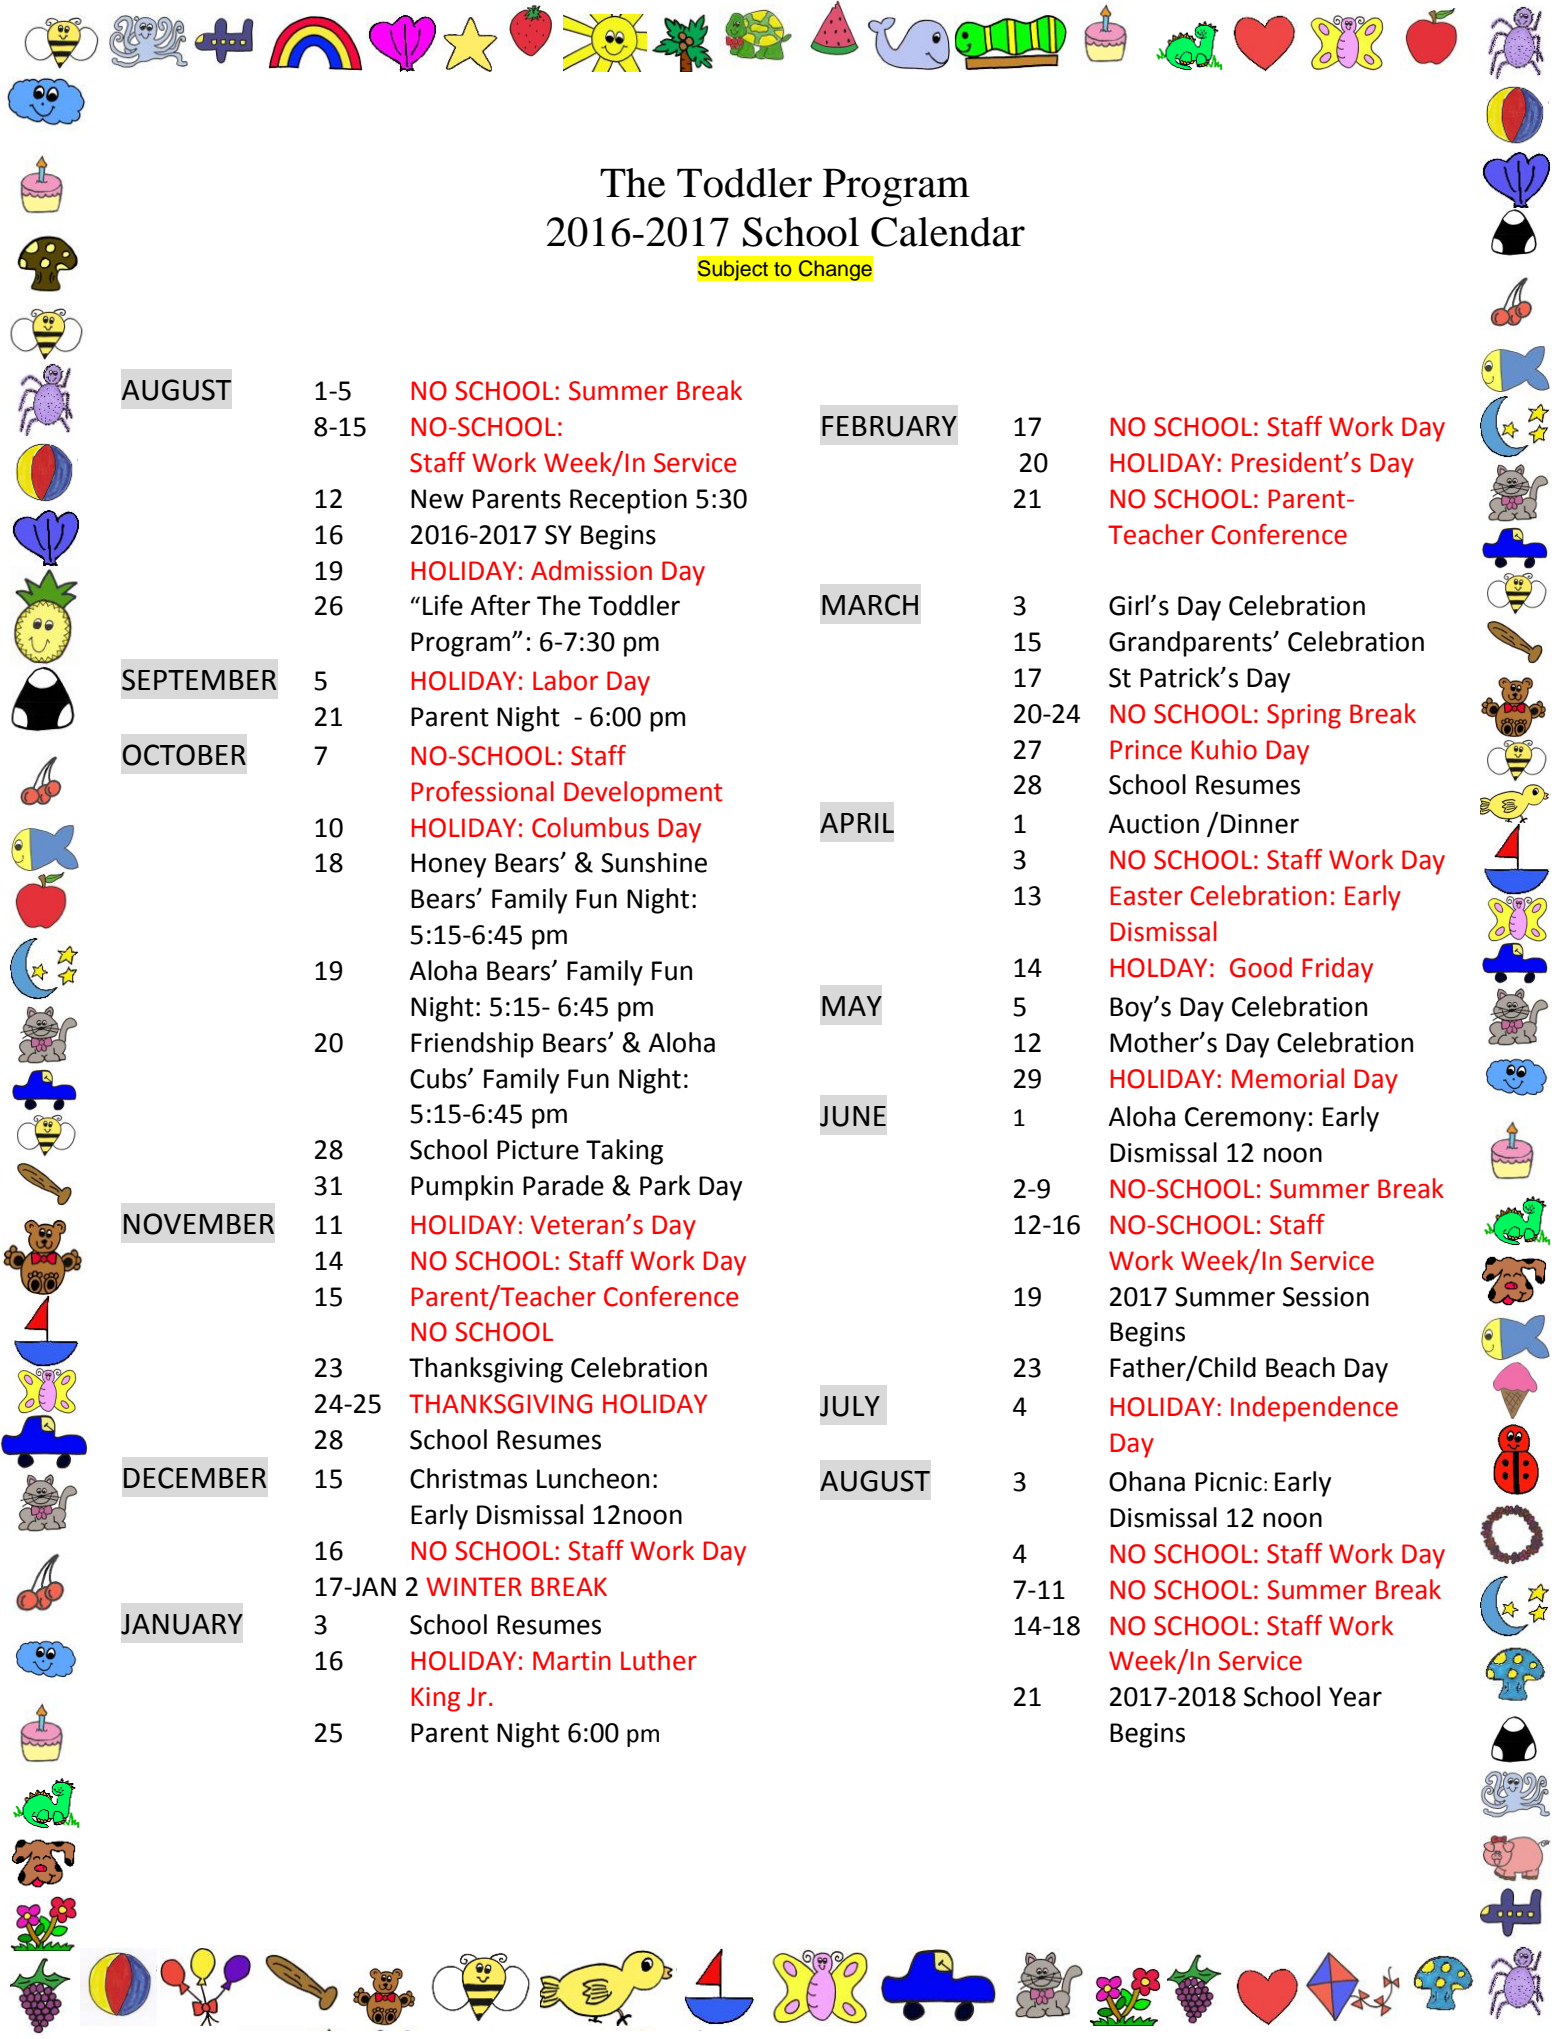 The Toddler Program
2016-2017 School Calendar
Subject to Change
AUGUST 1-5 NO SCHOOL: Summer Break
8-15 NO-SCHOOL:
Staff Work Week/In Service
12 New Parents Reception 5:30
16 2016-2017 SY Begins
19 HOLIDAY: Admission Day
26 “Life After The Toddler
Program”: 6-7:30 pm
SEPTEMBER 5 HOLIDAY: Labor Day
21 Parent Night - 6:00 pm
OCTOBER 7 NO-SCHOOL: Staff
Professional Development
10 HOLIDAY: Columbus Day
18 Honey Bears’ & Sunshine
Bears’ Family Fun Night:
5:15-6:45 pm
19 Aloha Bears’ Family Fun
Night: 5:15- 6:45 pm
20 Friendship Bears’ & Aloha
Cubs’ Family Fun Night:
5:15-6:45 pm
28 School Picture Taking
31 Pumpkin Parade & Park Day
NOVEMBER 11 HOLIDAY: Veteran’s Day
14 NO SCHOOL: Staff Work Day
15 Parent/Teacher Conference
NO SCHOOL
23 Thanksgiving Celebration
24-25 THANKSGIVING HOLIDAY
28 School Resumes
DECEMBER 15 Christmas Luncheon:
Early Dismissal 12noon
16 NO SCHOOL: Staff Work Day
17-JAN 2 WINTER BREAK
JANUARY 3 School Resumes
16 HOLIDAY: Martin Luther
King Jr.
25 Parent Night 6:00 pm
FEBRUARY 17 NO SCHOOL: Staff Work Day
20 HOLIDAY: President’s Day
21 NO SCHOOL: Parent-
Teacher Conference
MARCH 3 Girl’s Day Celebration
15 Grandparents’ Celebration
17 St Patrick’s Day
20-24 NO SCHOOL: Spring Break
27 Prince Kuhio Day
28 School Resumes
APRIL 1 Auction /Dinner
3 NO SCHOOL: Staff Work Day
13 Easter Celebration: Early
Dismissal
14 HOLDAY: Good Friday
MAY 5 Boy’s Day Celebration
12 Mother’s Day Celebration
29 HOLIDAY: Memorial Day
JUNE 1 Aloha Ceremony: Early
Dismissal 12 noon
2-9 NO-SCHOOL: Summer Break
12-16 NO-SCHOOL: Staff
Work Week/In Service
19 2017 Summer Session
Begins
23 Father/Child Beach Day
JULY 4 HOLIDAY: Independence
Day
AUGUST 3 Ohana Picnic: Early
Dismissal 12 noon
4 NO SCHOOL: Staff Work Day
7-11 NO SCHOOL: Summer Break
14-18 NO SCHOOL: Staff Work
Week/In Service
21 2017-2018 School Year
Begins